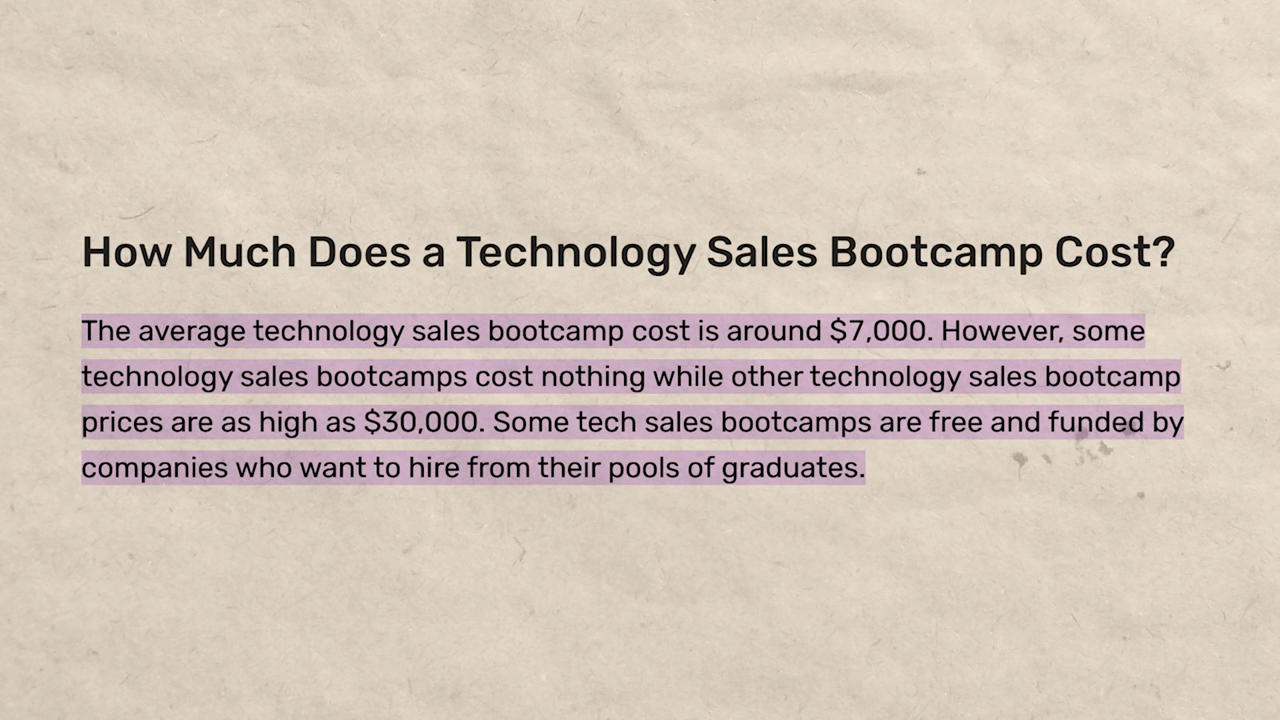 How Much Does a Technology Sales Bootcamp Cost?
The average technology sales bootcamp cost is around $7,000. However, some
technology sales bootcamps cost nothing while other technology sales bootcamp
prices are as high as $30,000. Some tech sales bootcamps are free and funded by
companies who want to hire from their pools of graduates.